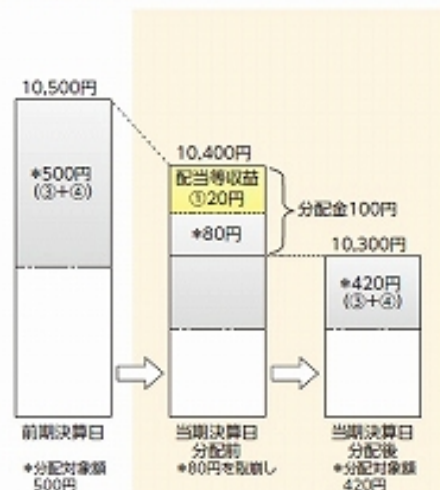 10,500円
*500円
(③+④)
10,400円
配当等収益
①20円
*80円
分配金100円
10,300円
*420円
(③+④)
前期決算日
*分配対象額
500円
当期決算日
分配前
*80円を取崩し
当期決算日
分配後
*分配対象額
420円